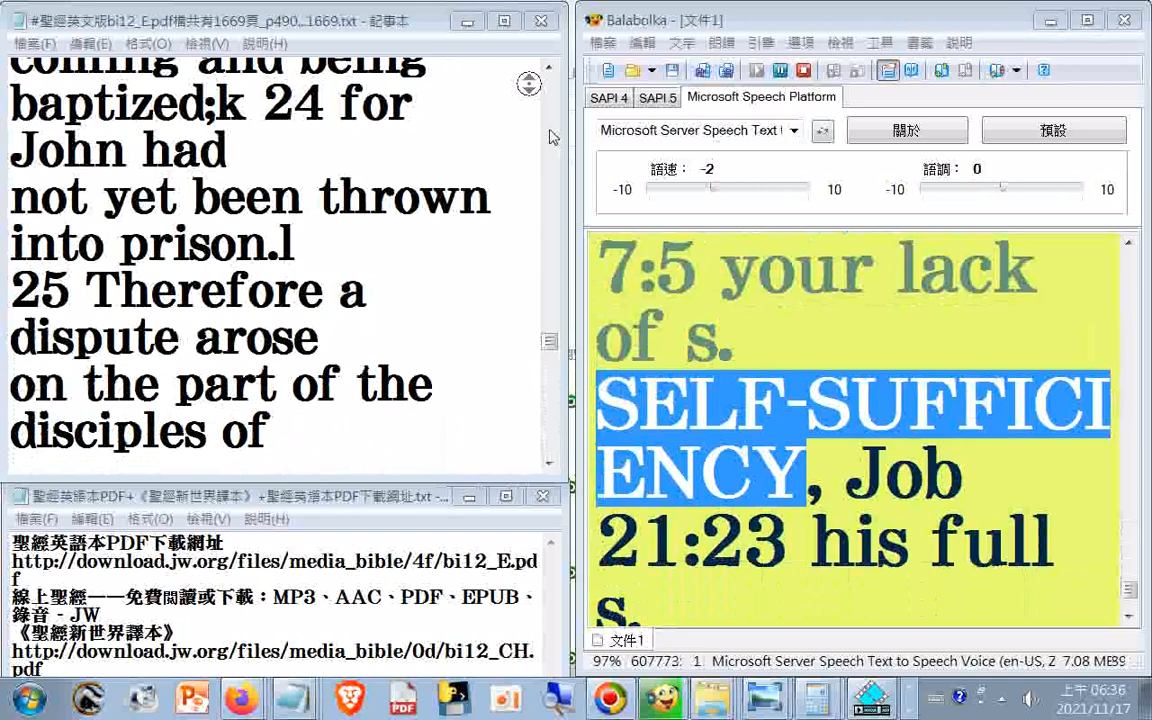 #聖經英文版bi12_E.pdf檔共有1669頁_p490...1669.txt - 記事本
檔案(F) 編輯(E) 格式(O) 檢視(V) 說明(H)
coming and being
baptized;k 24 for
John had
not yet been thrown
into prison.l
25 Therefore a
dispute arose
on the part of the
disciples of
聖經英語本PDF+《聖經新世界譯本》+聖經英語本PDF下載網址.txt - ...
檔案(F) 編輯(E) 格式(O) 檢視(V) 說明(H)
聖經英語本PDF下載網址
http://download.jw.org/files/media_bible/4f/bi12_E.pd
f
線上聖經——免費閱讀或下載：MP3、AAC、PDF、EPUB、
錄音 - JW
《聖經新世界譯本》
http://download.jw.org/files/media_bible/0d/bi12_CH.
pdf
Balabolka - [文件1]
檔案 編輯 文字 朗讀 引擎 選項 檢視 工具 書籤 說明
SAPI 4 SAPI 5 Microsoft Speech Platform
Microsoft Server Speech Text t 關於 預設
語速： -2 語調： 0
-10 10 -10 10
7:5 your lack
of s.
SELF-SUFFICI
ENCY, Job
21:23 his full
s.
文件1
97% 607773: 1 Microsoft Server Speech Text to Speech Voice (en-US, Z 7.08 MB
上午 06:36
2021/11/17